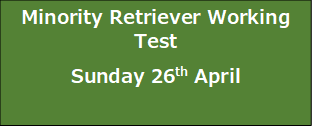 Minority Retriever Working
Test
Sunday 26th April